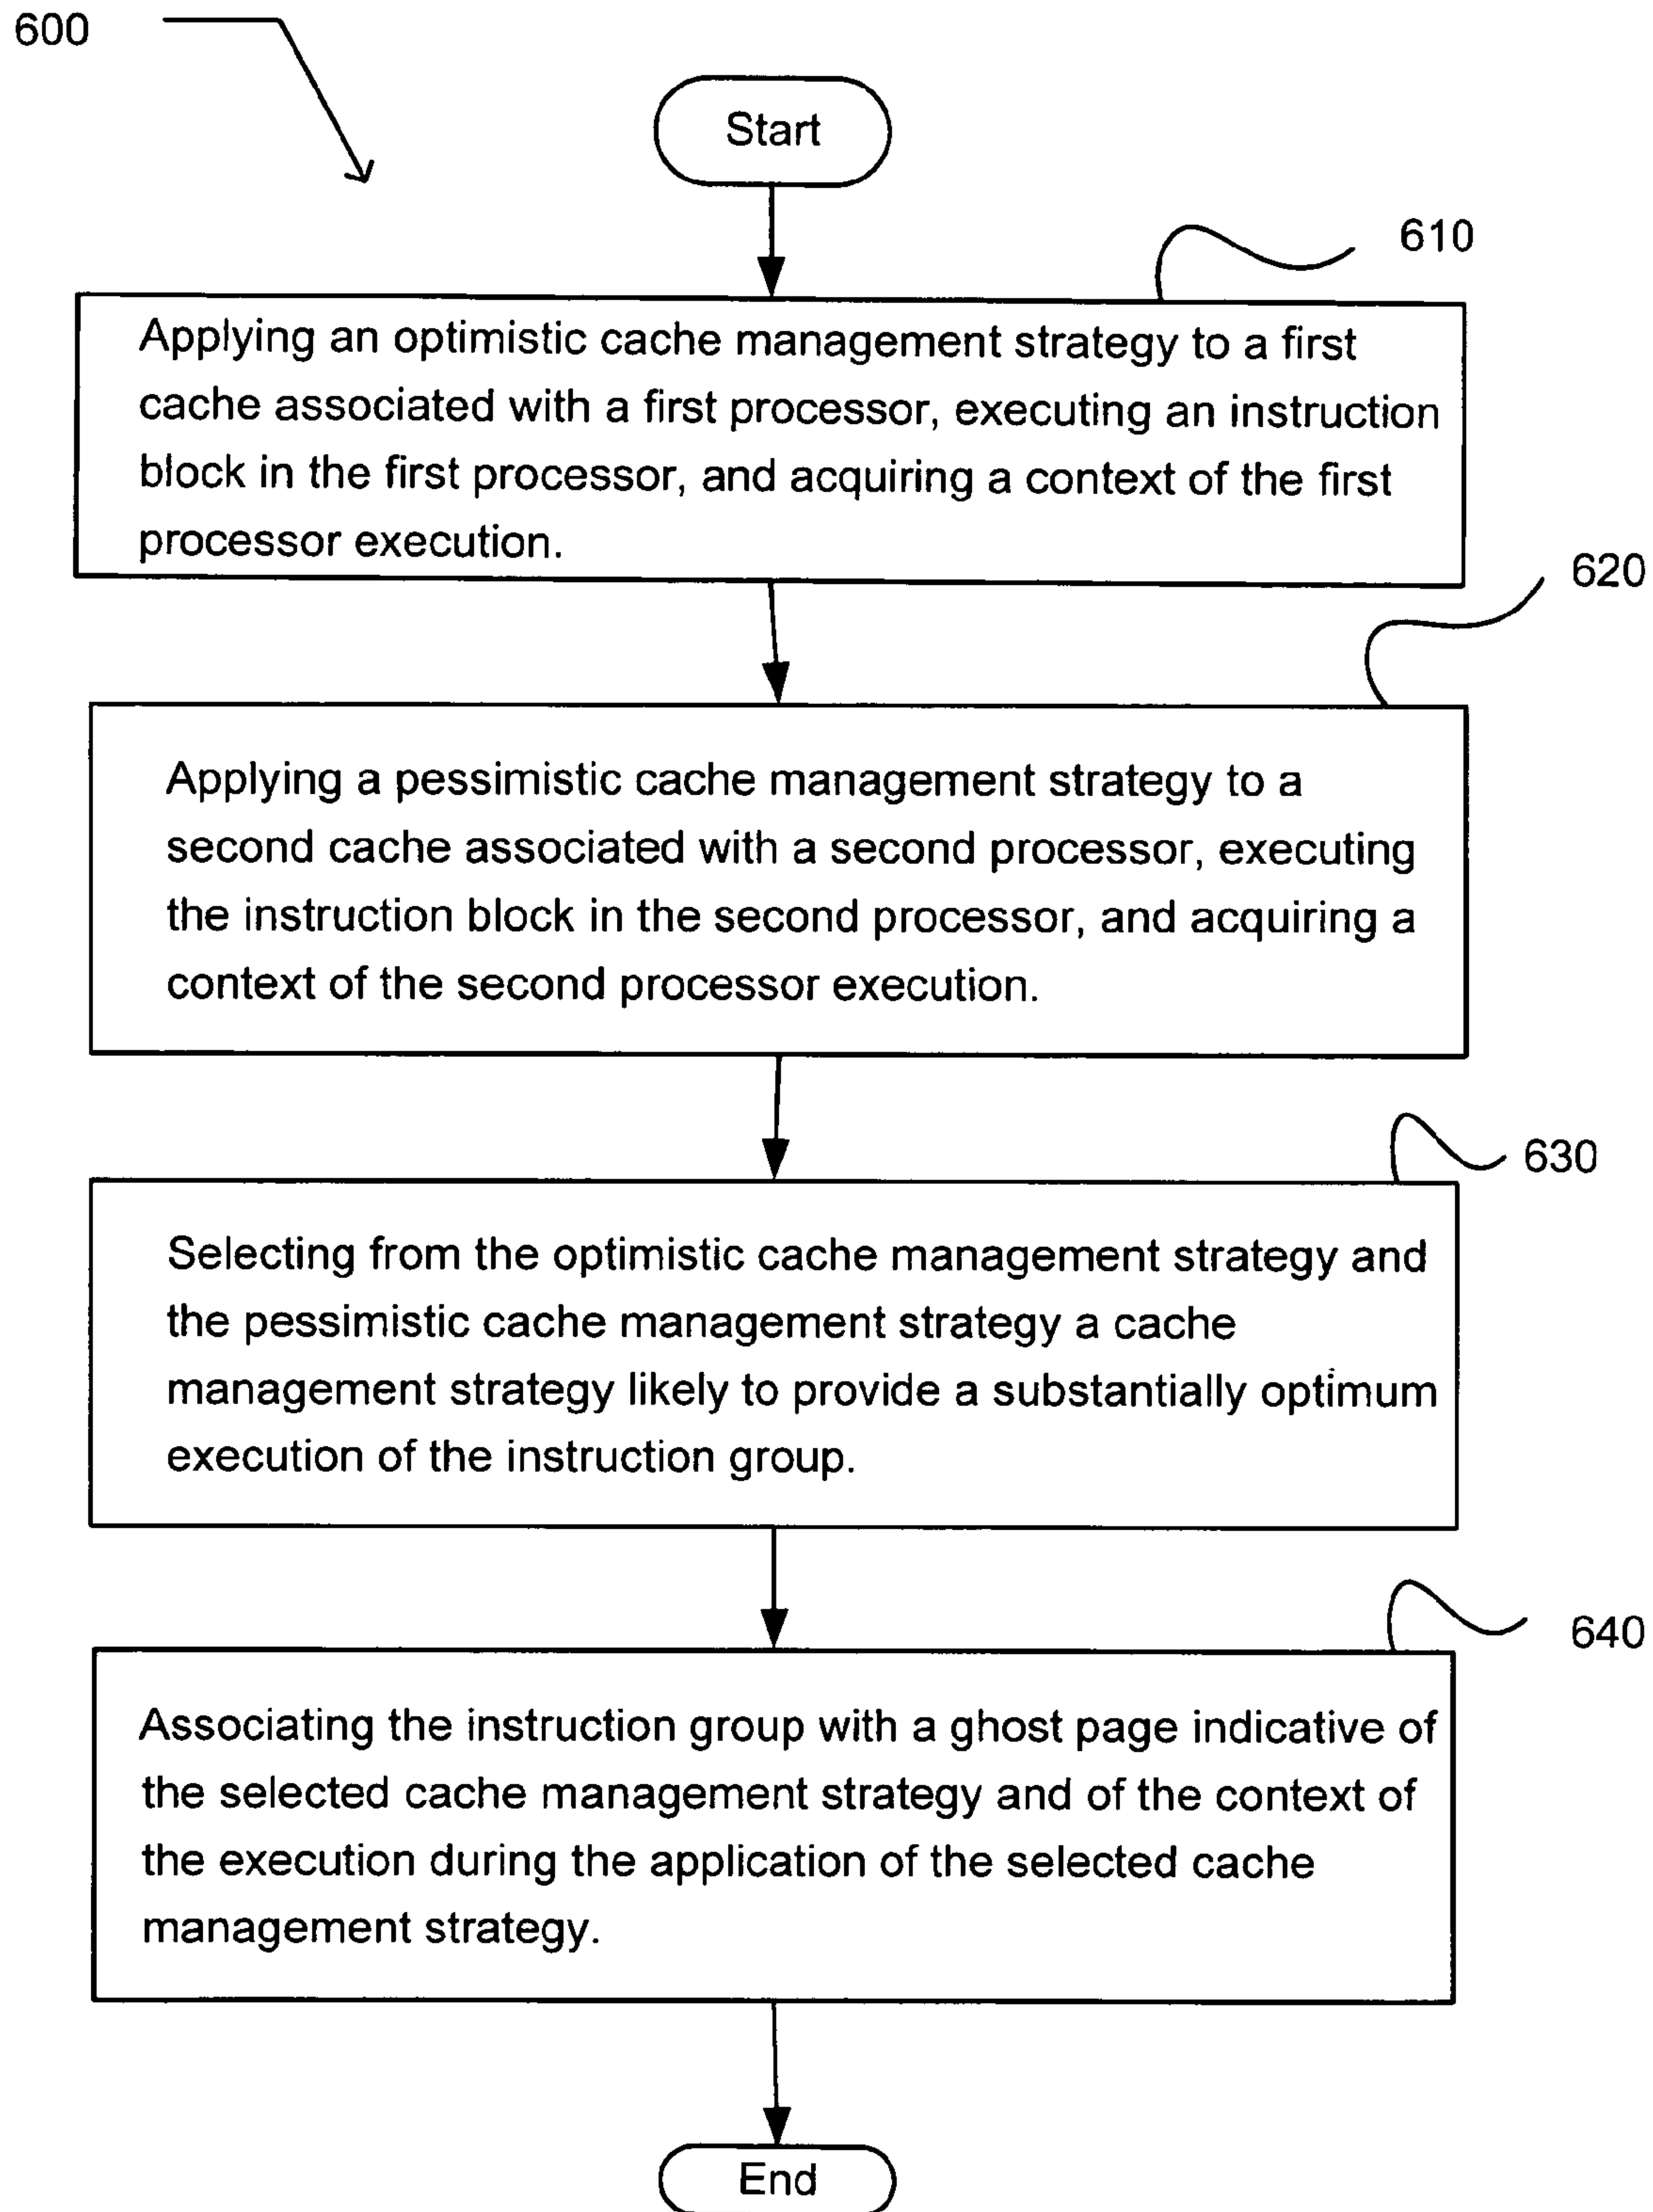 600
Start
610
Applying an optimistic cache management strategy to a first
cache associated with a first processor, executing an instruction
block in the first processor, and acquiring a context of the first
processor execution.
620
Applying a pessimistic cache management strategy to a
second cache associated with a second processor, executing
the instruction block in the second processor, and acquiring a
context of the second processor execution.
630
Selecting from the optimistic cache management strategy and
the pessimistic cache management strategy a cache
management strategy likely to provide a substantially optimum
execution of the instruction group.
640
Associating the instruction group with a ghost page indicative of
the selected cache management strategy and of the context of
the execution during the application of the selected cache
management strategy.
End